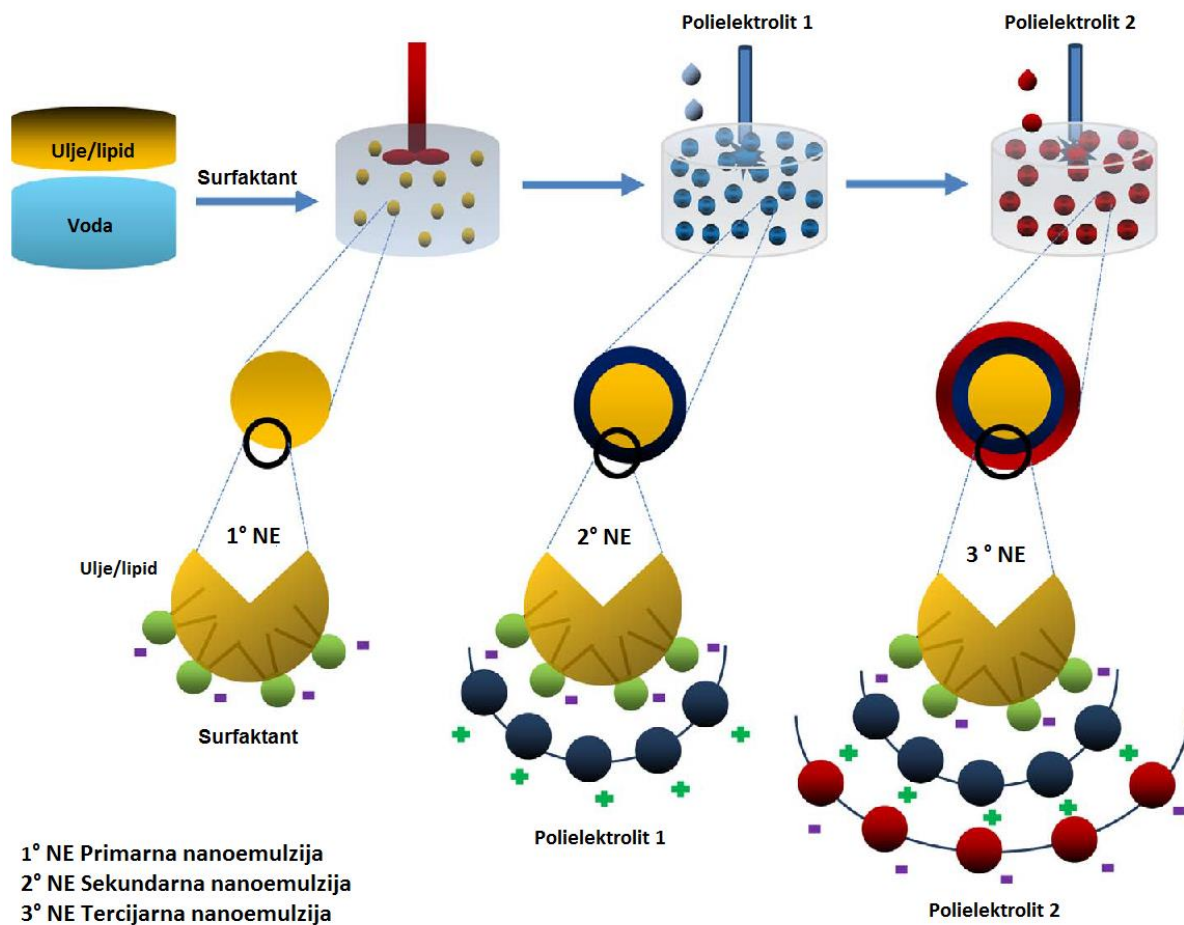 Polielektrolit 1
Polielektrolit 2
Ulje/lipid
Surfaktant
Voda
1° NE
2° NE
3 ° NE
Ulje/lipid
Surfaktant
Polielektrolit 1
Polielektrolit 2
1° NE Primarna nanoemulzija
2° NE Sekundarna nanoemulzija
3° NE Tercijarna nanoemulzija